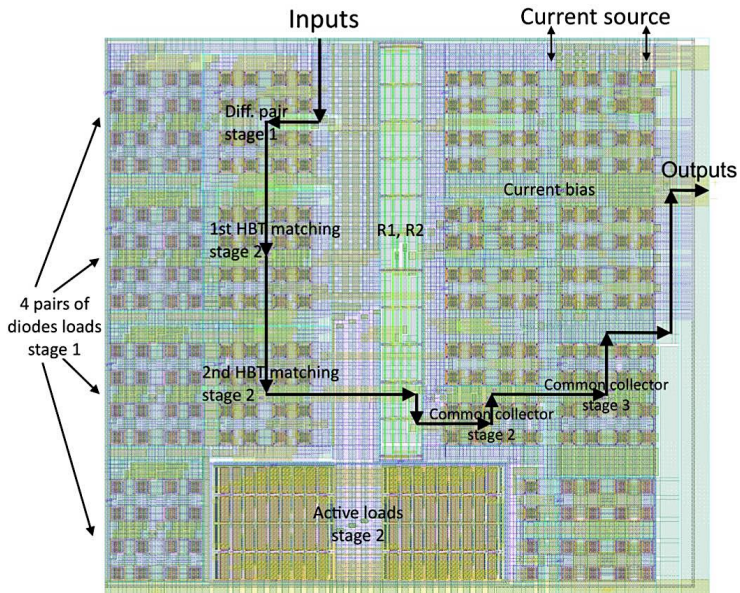 Inputs
Current source
Diff. pair
stage 1
Outputs
Current bias
1st HBT matching
stage 2
R1, R2
4 pairs of
diodes loads
stage 1
2nd HBT matching
stage 2
Common collector
stage 3
Common collector
stage 2
Active loads
stage 2